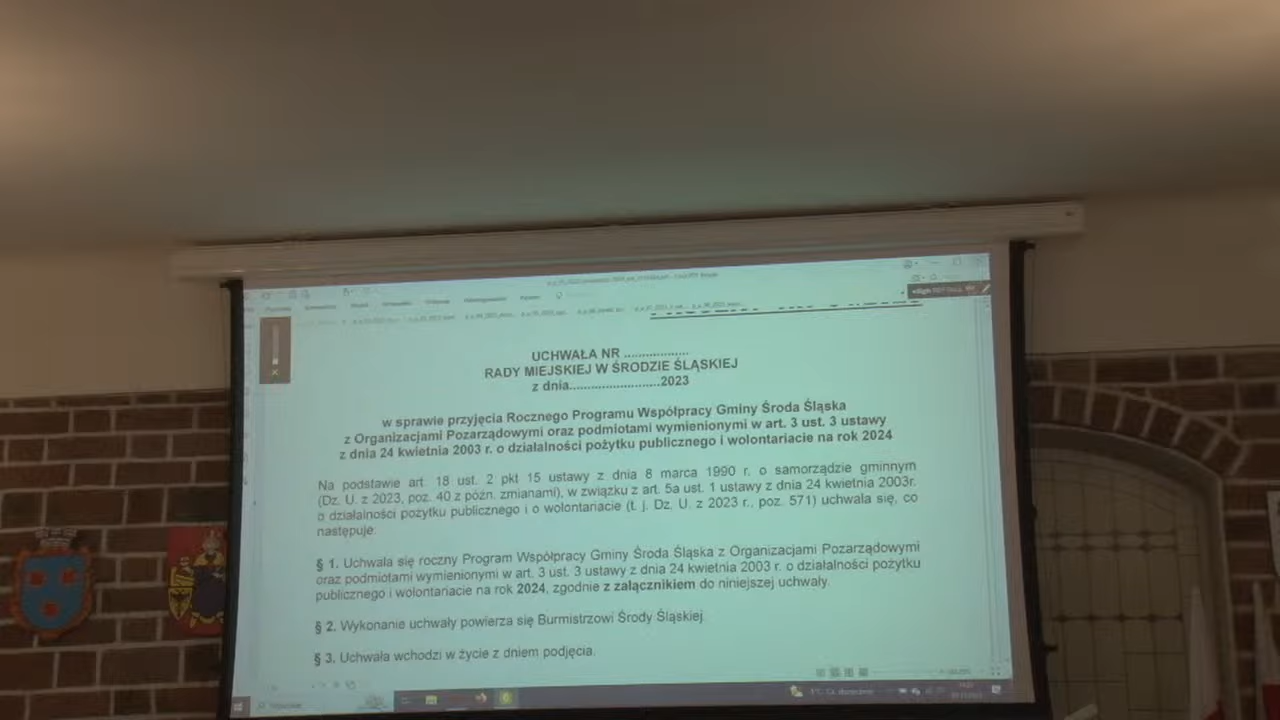 UCHWAŁA NR ..................
RADY MIEJSKIEJ W ŚRODZIE ŚLĄSKIEJ
z dnia.........................2023
w sprawie przyjęcia Rocznego Programu Współpracy Gminy Środa Śląska
z Organizacjami Pozarządowymi oraz podmiotami wymienionymi w art. 3 ust. 3 ustawy
z dnia 24 kwietnia 2003 r. o działalności pożytku publicznego i wolontariacie na rok 2024
Na podstawie art. 18 ust. 2 pkt 15 ustawy z dnia 8 marca 1990 r. o samorządzie gminnym
(Dz. U. z 2023, poz. 40 z późn. zmianami), w związku z art. 5a ust. 1 ustawy z dnia 24 kwietnia 2003r.
o działalności pożytku publicznego i o wolontariacie (t. j. Dz. U. z 2023 r., poz. 571) uchwala się, co
następuje:
§ 1. Uchwala się roczny Program Współpracy Gminy Środa Śląska z Organizacjami Pozarządowymi
oraz podmiotami wymienionymi w art. 3 ust. 3 ustawy z dnia 24 kwietnia 2003 r. o działalności pożytku
publicznego i wolontariacie na rok 2024, zgodnie z załącznikiem do niniejszej uchwały.
§ 2. Wykonanie uchwały powierza się Burmistrzowi Środy Śląskiej
§ 3. Uchwała wchodzi w życie z dniem podjęcia.